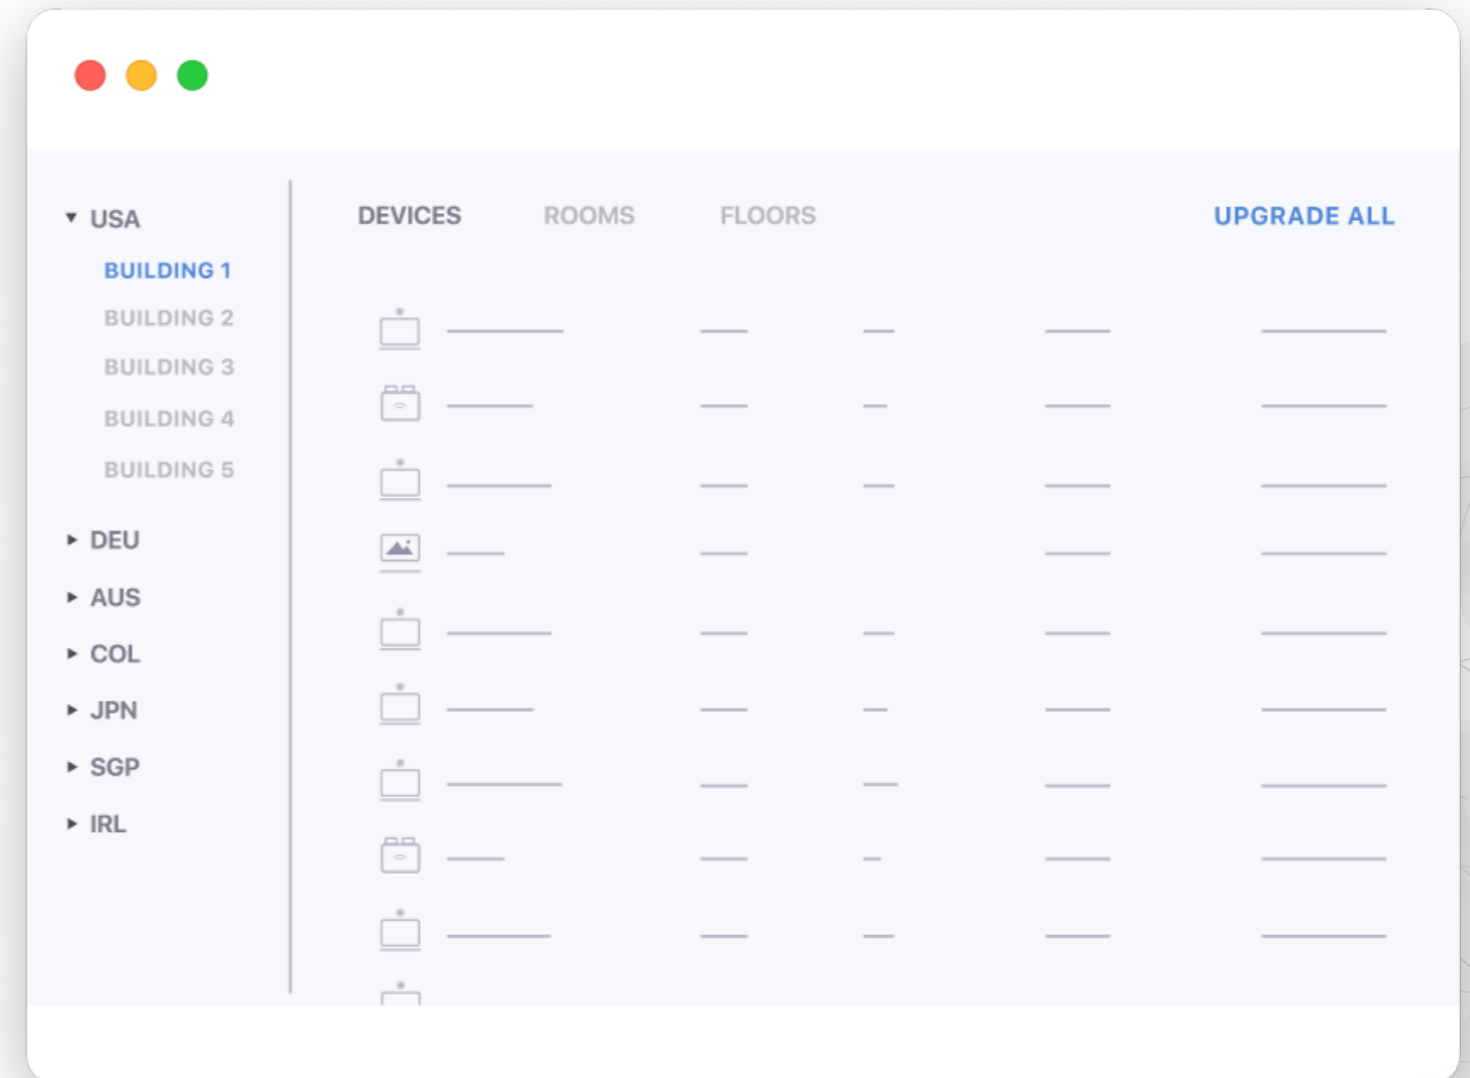 USA
BUILDING 1
BUILDING 2
BUILDING 3
BUILDING 4
BUILDING 5
DEU
AUS
COL
JPN
SGP
IRL
DEVICES ROOMS FLOORS UPGRADE ALL